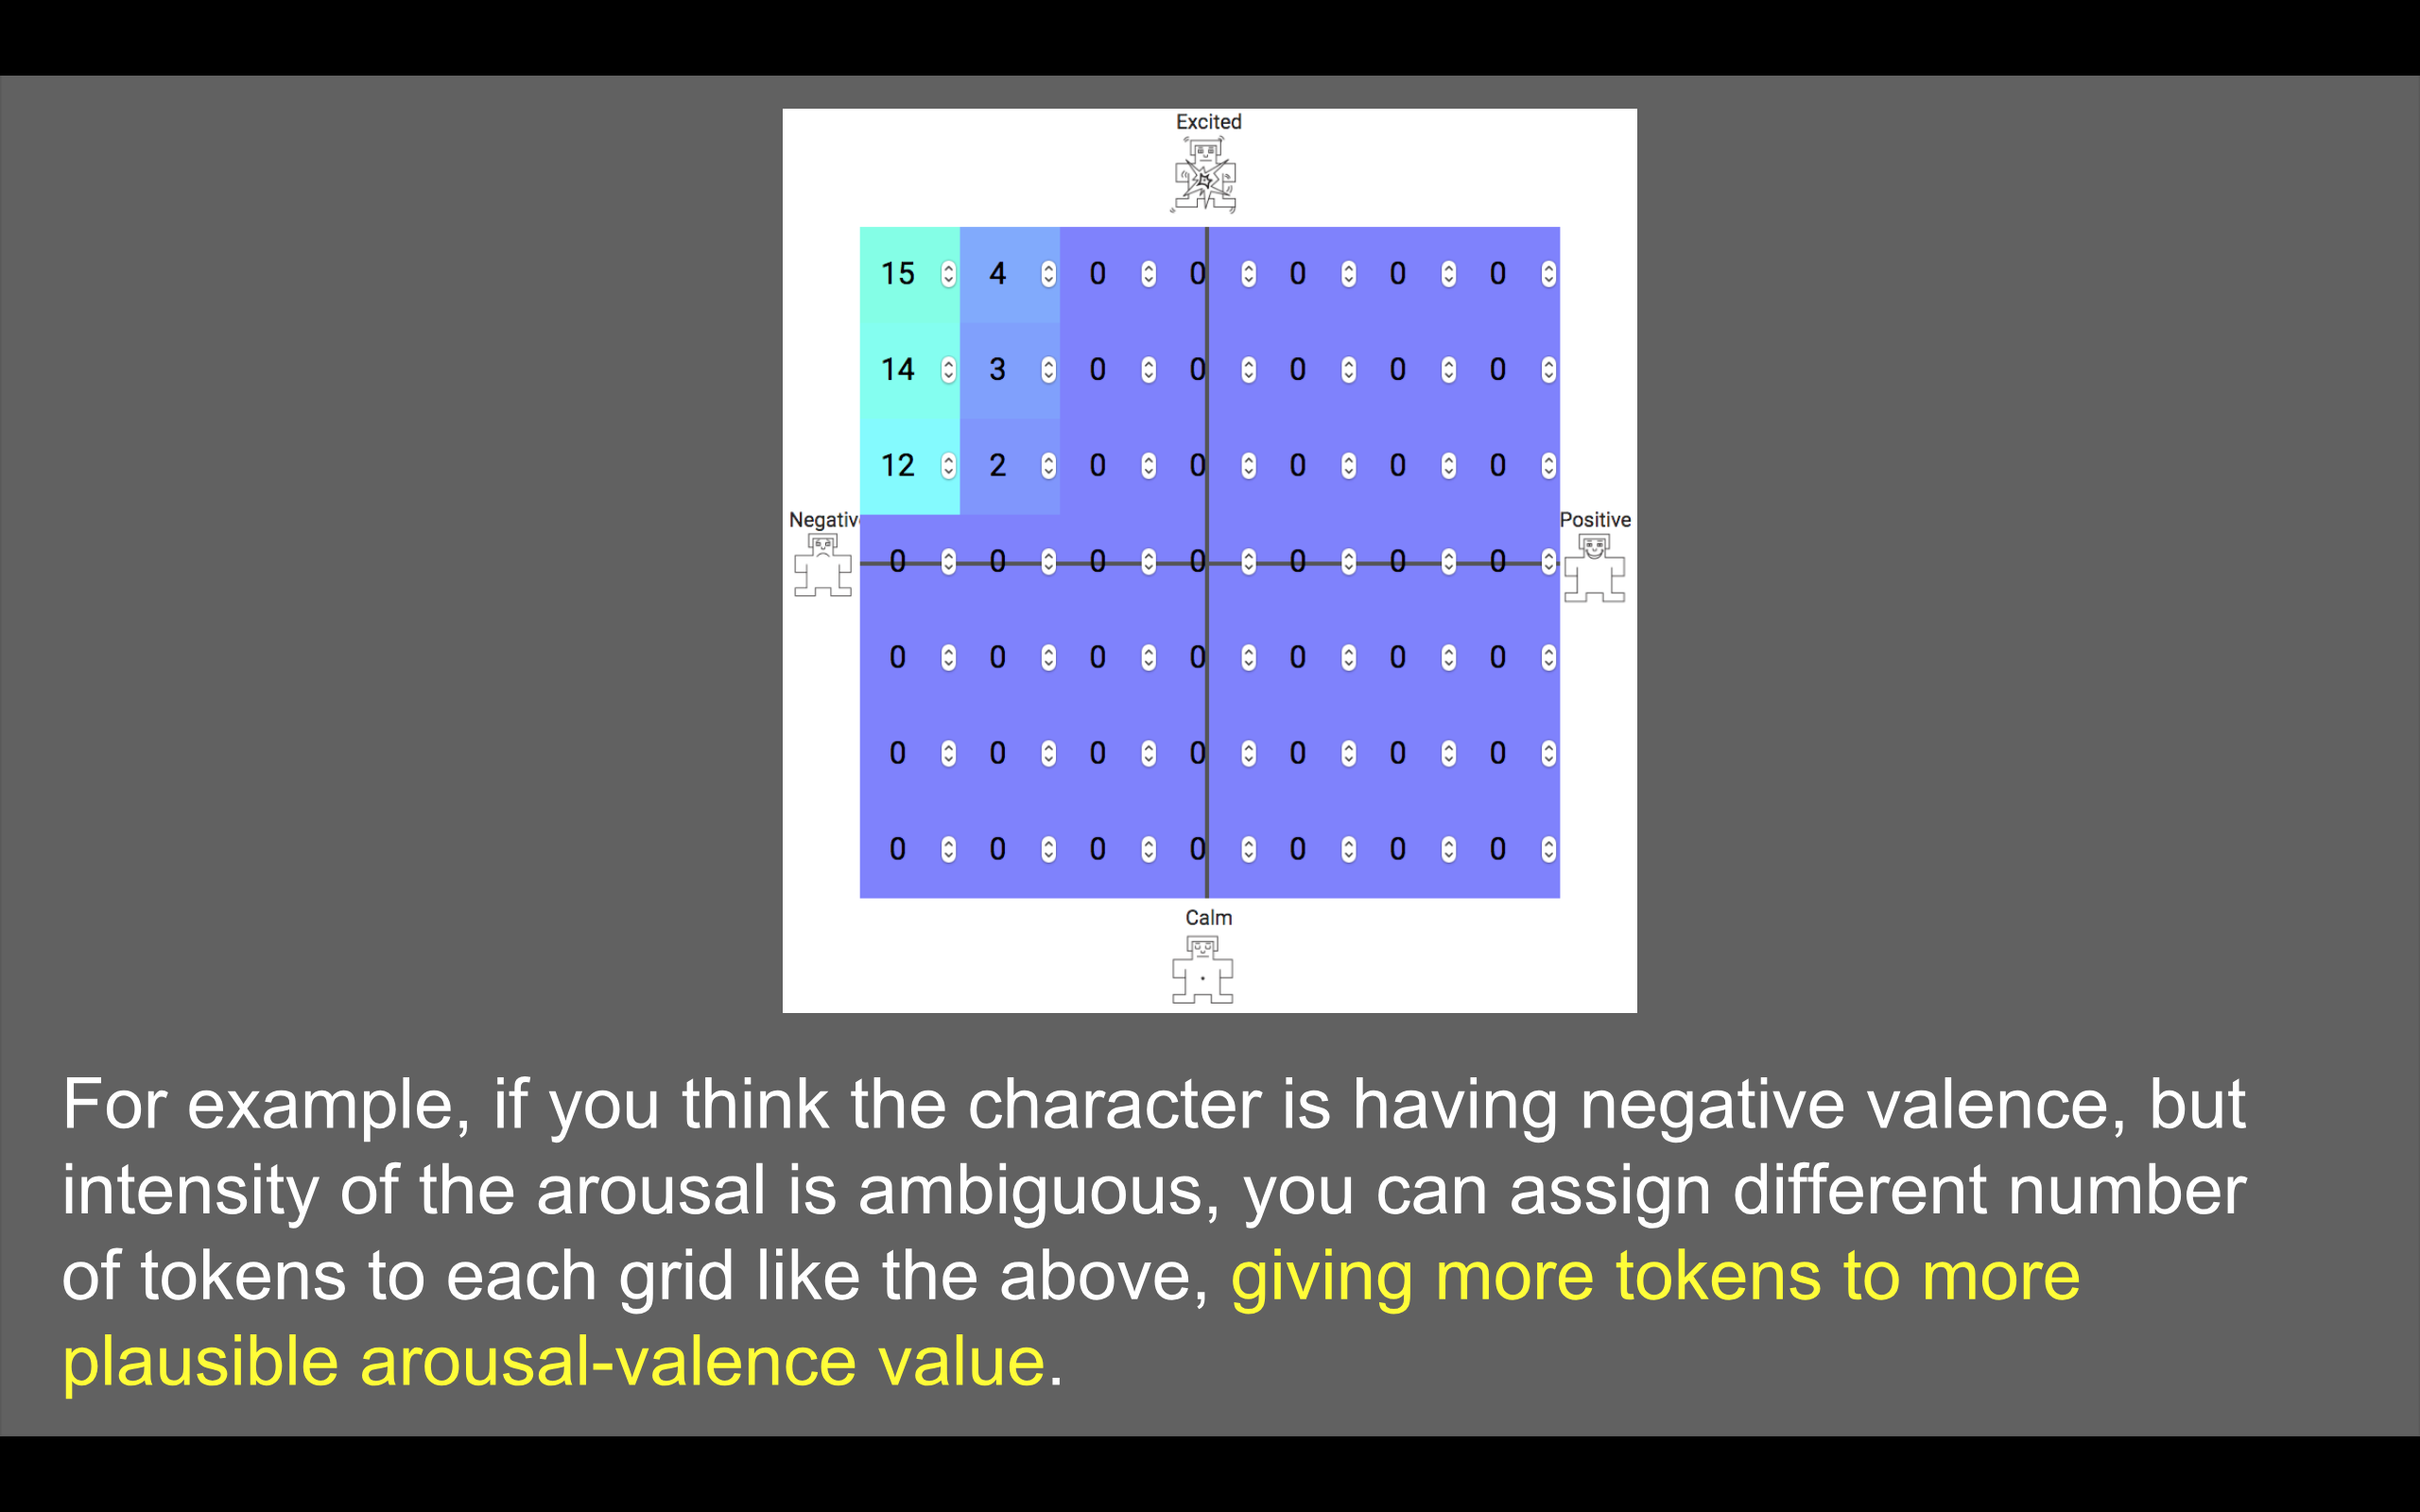 Excited
15 4 0 0 0 0 0
14 3 0 0 0 0 0
12 2 0 0 0 0 0
Negativ Positive
0 0 0 0 0 0 0
0 0 0 0 0 0 0
0 0 0 0 0 0 0
0 0 0 0 0 0 0
Calm
For example, if you think the character is having negative valence, but
intensity of the arousal is ambiguous, you can assign different number
of tokens to each grid like the above, giving more tokens to more
plausible arousal-valence value.